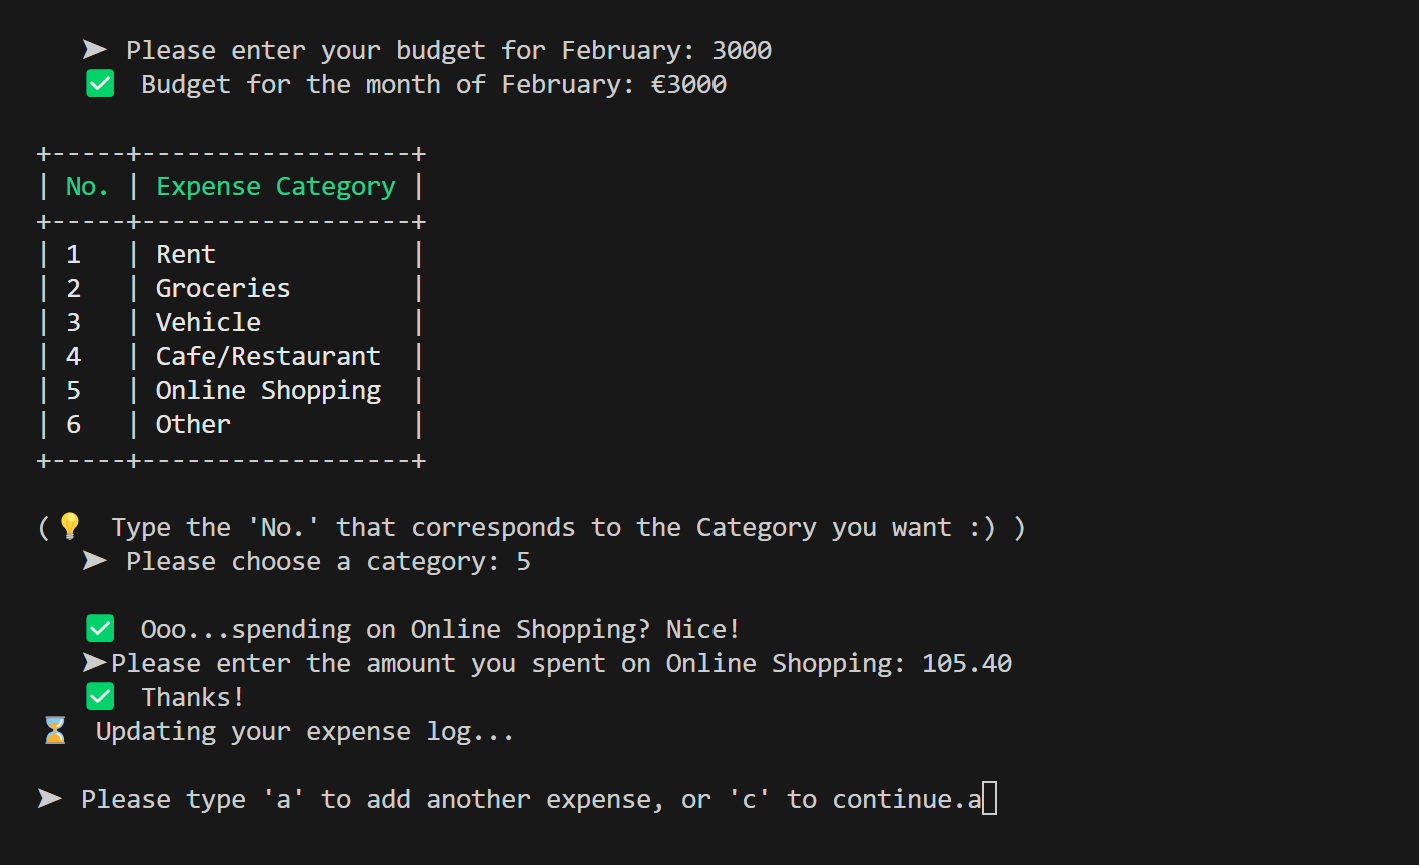 ➤ Please enter your budget for February: 3000
✅ Budget for the month of February: €3000
+-----+------------------+
| No. | Expense Category |
+-----+------------------+
| 1   | Rent             |
| 2   | Groceries        |
| 3   | Vehicle          |
| 4   | Cafe/Restaurant  |
| 5   | Online Shopping  |
| 6   | Other            |
+-----+------------------+
(💡 Type the 'No.' that corresponds to the Category you want :) )
➤ Please choose a category: 5
✅ Ooo...spending on Online Shopping? Nice!
➤Please enter the amount you spent on Online Shopping: 105.40
✅ Thanks!
⏳ Updating your expense log...
➤ Please type 'a' to add another expense, or 'c' to continue.a